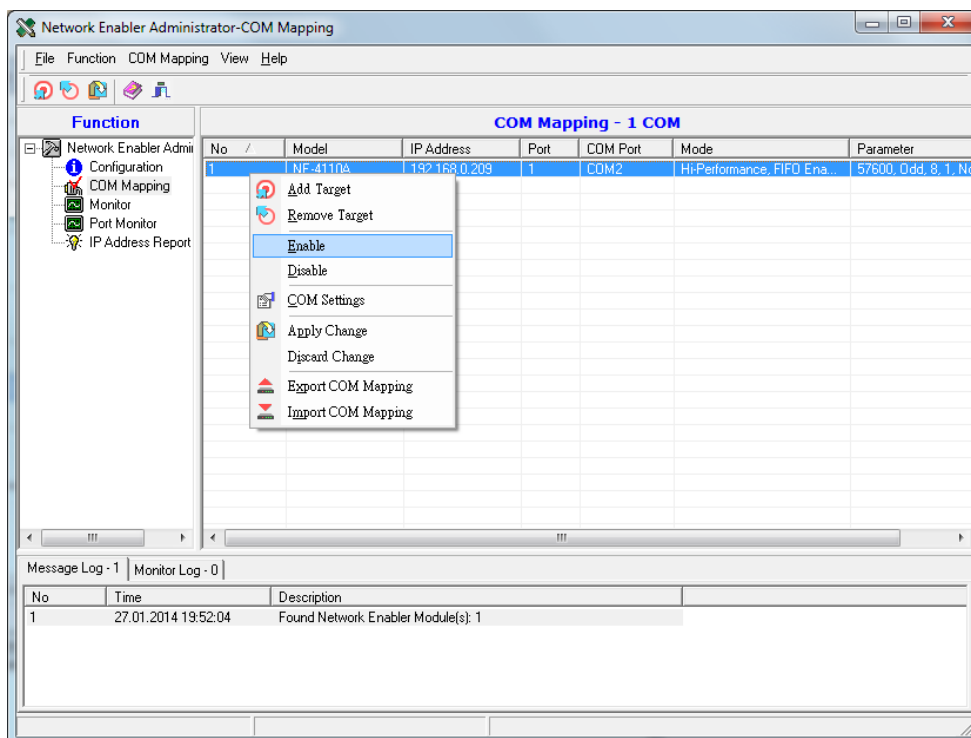 Network Enabler Administrator-COM Mapping
File Function COM Mapping View Help
Function
COM Mapping - 1 COM
Network Enabler Admi
Configuration
COM Mapping
Monitor
Port Monitor
IP Address Report
No Model IP Address Port COM Port Mode Parameter
1 NE-4110A 192.168.0.209 1 COM2 Hi-Performance, FIFO Ena... 57600, Odd, 8, 1, No
Add Target
Remove Target
Enable
Disable
COM Settings
Apply Change
Discard Change
Export COM Mapping
Import COM Mapping
Message Log - 1 Monitor Log - 0
No Time Description
1 27.01.2014 19:52:04 Found Network Enabler Module(s): 1